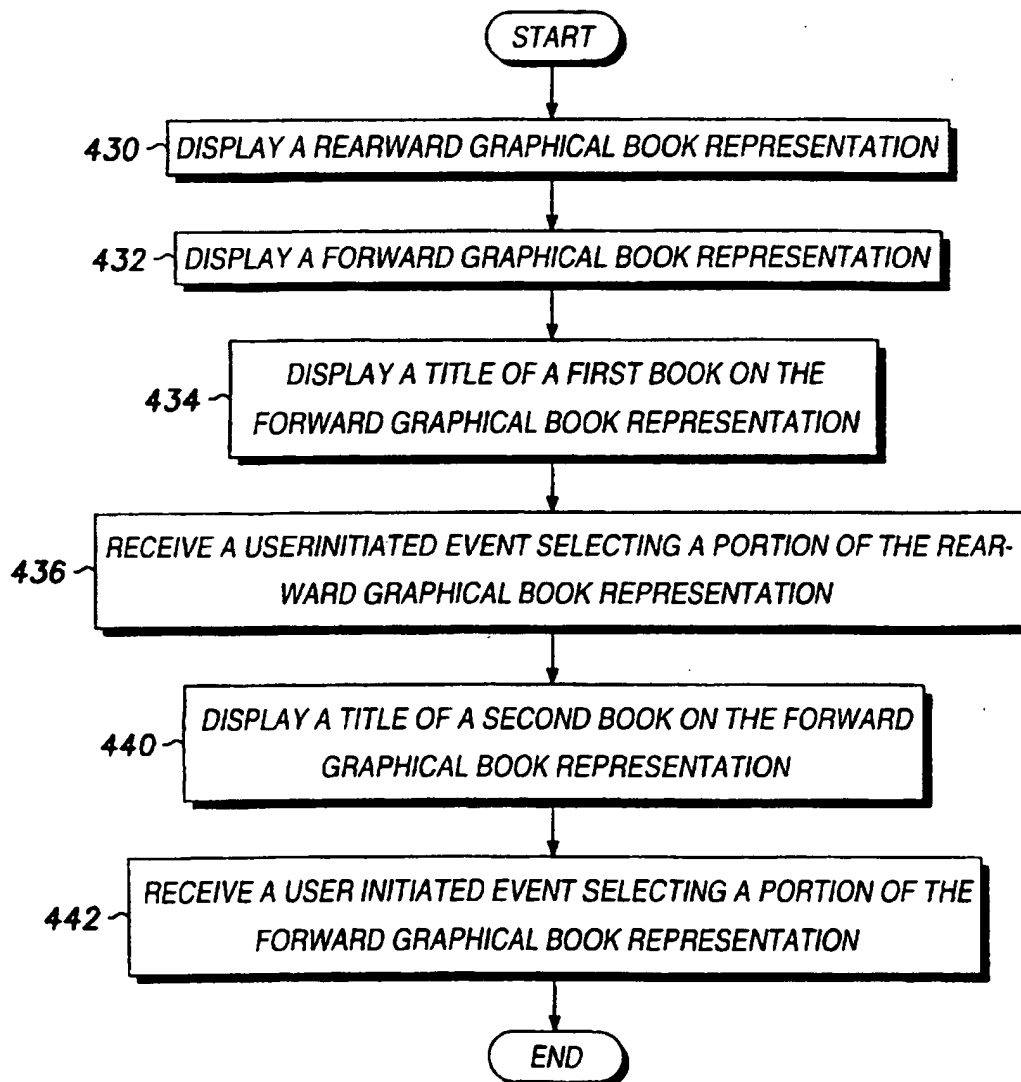 START
430 DISPLAY A REARWARD GRAPHICAL BOOK REPRESENTATION
432 DISPLAY A FORWARD GRAPHICAL BOOK REPRESENTATION
DISPLAY A TITLE OF A FIRST BOOK ON THE
434 FORWARD GRAPHICAL BOOK REPRESENTATION
RECEIVE A USERINITIATED EVENT SELECTING A PORTION OF THE REAR-
436 WARD GRAPHICAL BOOK REPRESENTATION
DISPLAY A TITLE OF A SECOND BOOK ON THE FORWARD
440 GRAPHICAL BOOK REPRESENTATION
RECEIVE A USER INITIATED EVENT SELECTING A PORTION OF THE
442 FORWARD GRAPHICAL BOOK REPRESENTATION
END